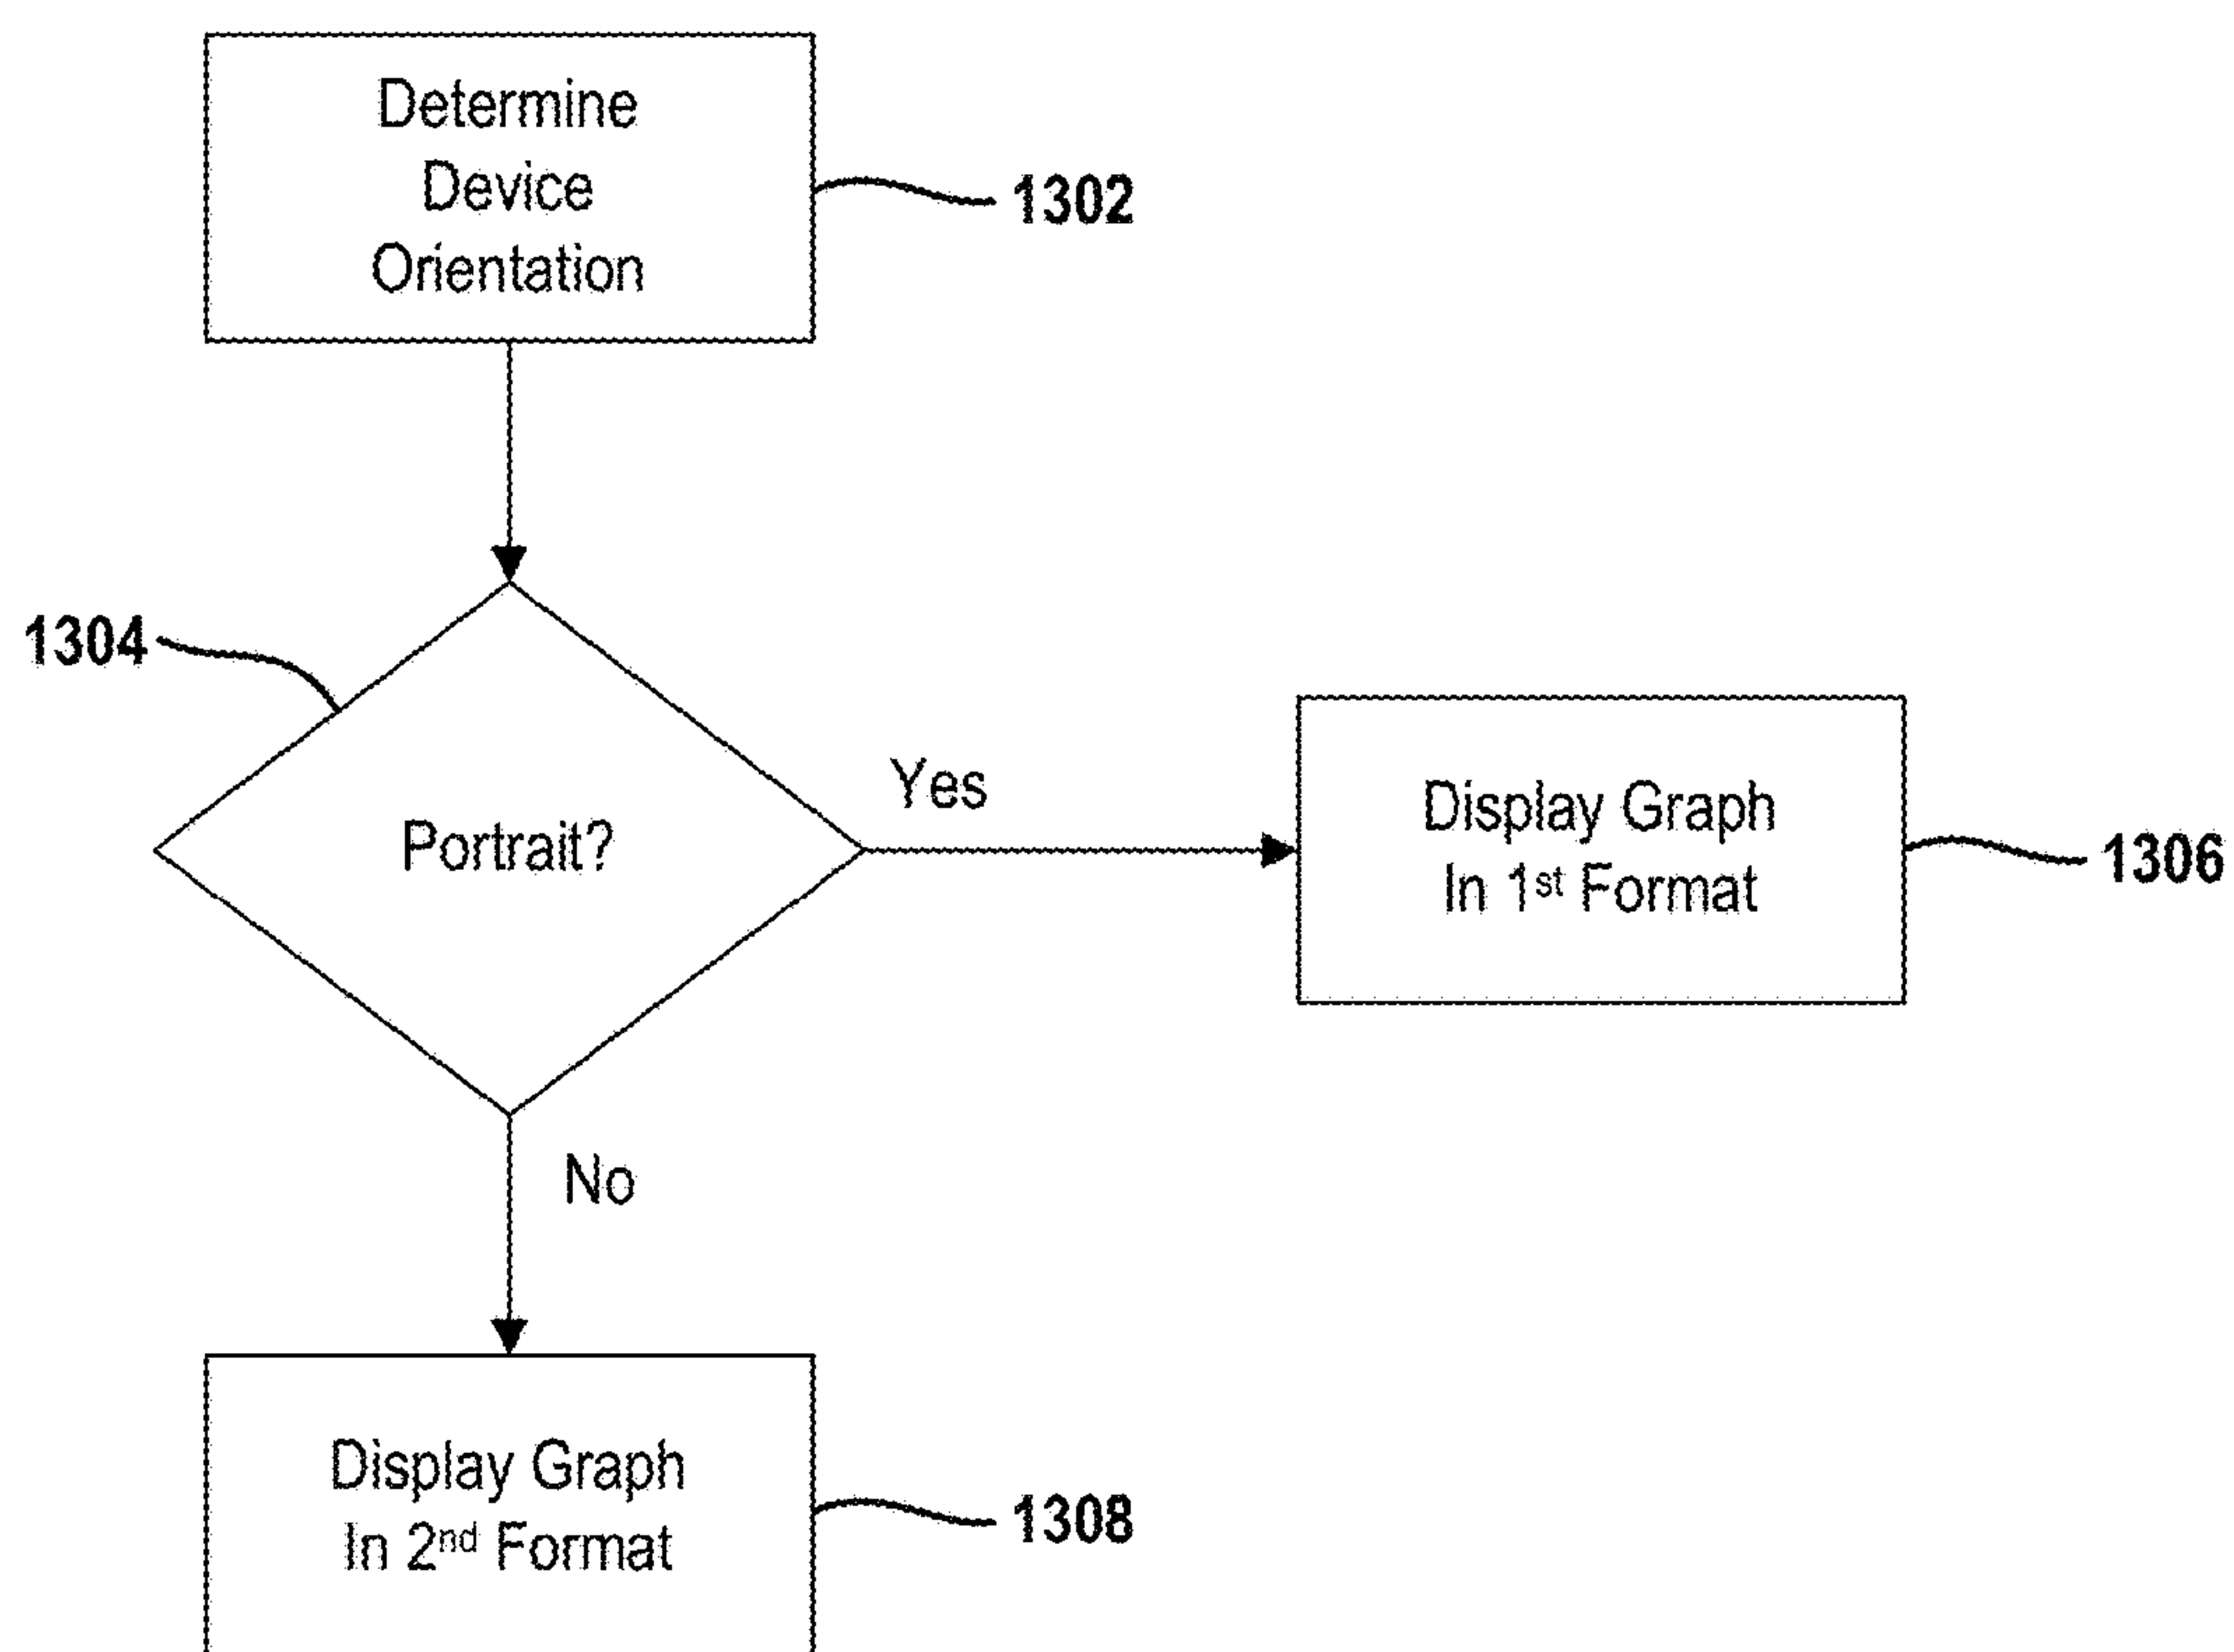 Determine
Device
Orientation
1302
1304
Portrait?
Yes
Display Graph
In 1st Format
1306
No
Display Graph
In 2nd Format
1308